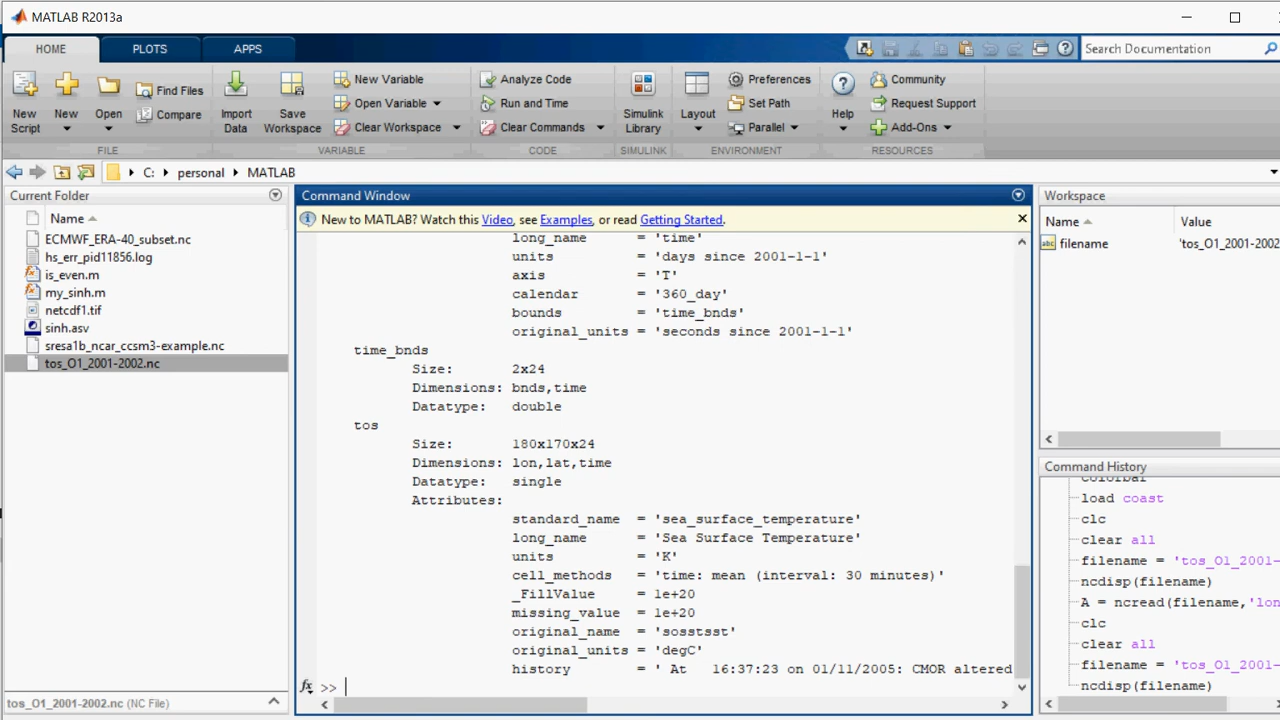 MATLAB R2013a
HOME PLOTS APPS Search Documentation
New Script New Open Find Files Compare Import Data Save Workspace New Variable Open Variable Clear Workspace Analyze Code Run and Time Clear Commands Simulink Library Layout Preferences Set Path Parallel Help Community Request Support Add-Ons
FILE VARIABLE CODE SIMULINK ENVIRONMENT RESOURCES
C: personal MATLAB
Current Folder
Name
ECMWF_ERA-40_subset.nc
hs_err_pid11856.log
is_even.m
my_sinh.m
netcdf1.tif
sinh.asv
sresa1b_ncar_ccsm3-example.nc
tos_O1_2001-2002.nc
tos_O1_2001-2002.nc (NC File)
Command Window
New to MATLAB? Watch this Video, see Examples, or read Getting Started.
long_name = 'time'
units = 'days since 2001-1-1'
axis = 'T'
calendar = '360_day'
bounds = 'time_bnds'
original_units = 'seconds since 2001-1-1'
time_bnds
Size: 2x24
Dimensions: bnds,time
Datatype: double
tos
Size: 180x170x24
Dimensions: lon,lat,time
Datatype: single
Attributes:
standard_name = 'sea_surface_temperature'
long_name = 'Sea Surface Temperature'
units = 'K'
cell_methods = 'time: mean (interval: 30 minutes)'
_FillValue = 1e+20
missing_value = 1e+20
original_name = 'sosstsst'
original_units = 'degC'
history = ' At 16:37:23 on 01/11/2005: CMOR altered
fx >>
Workspace
Name Value
filename 'tos_O1_2001-2002
Command History
colorbar
load coast
clc
clear all
filename = 'tos_O1_2001-
ncdisp(filename)
A = ncread(filename,'lon
clc
clear all
filename = 'tos_O1_2001-
ncdisp(filename)